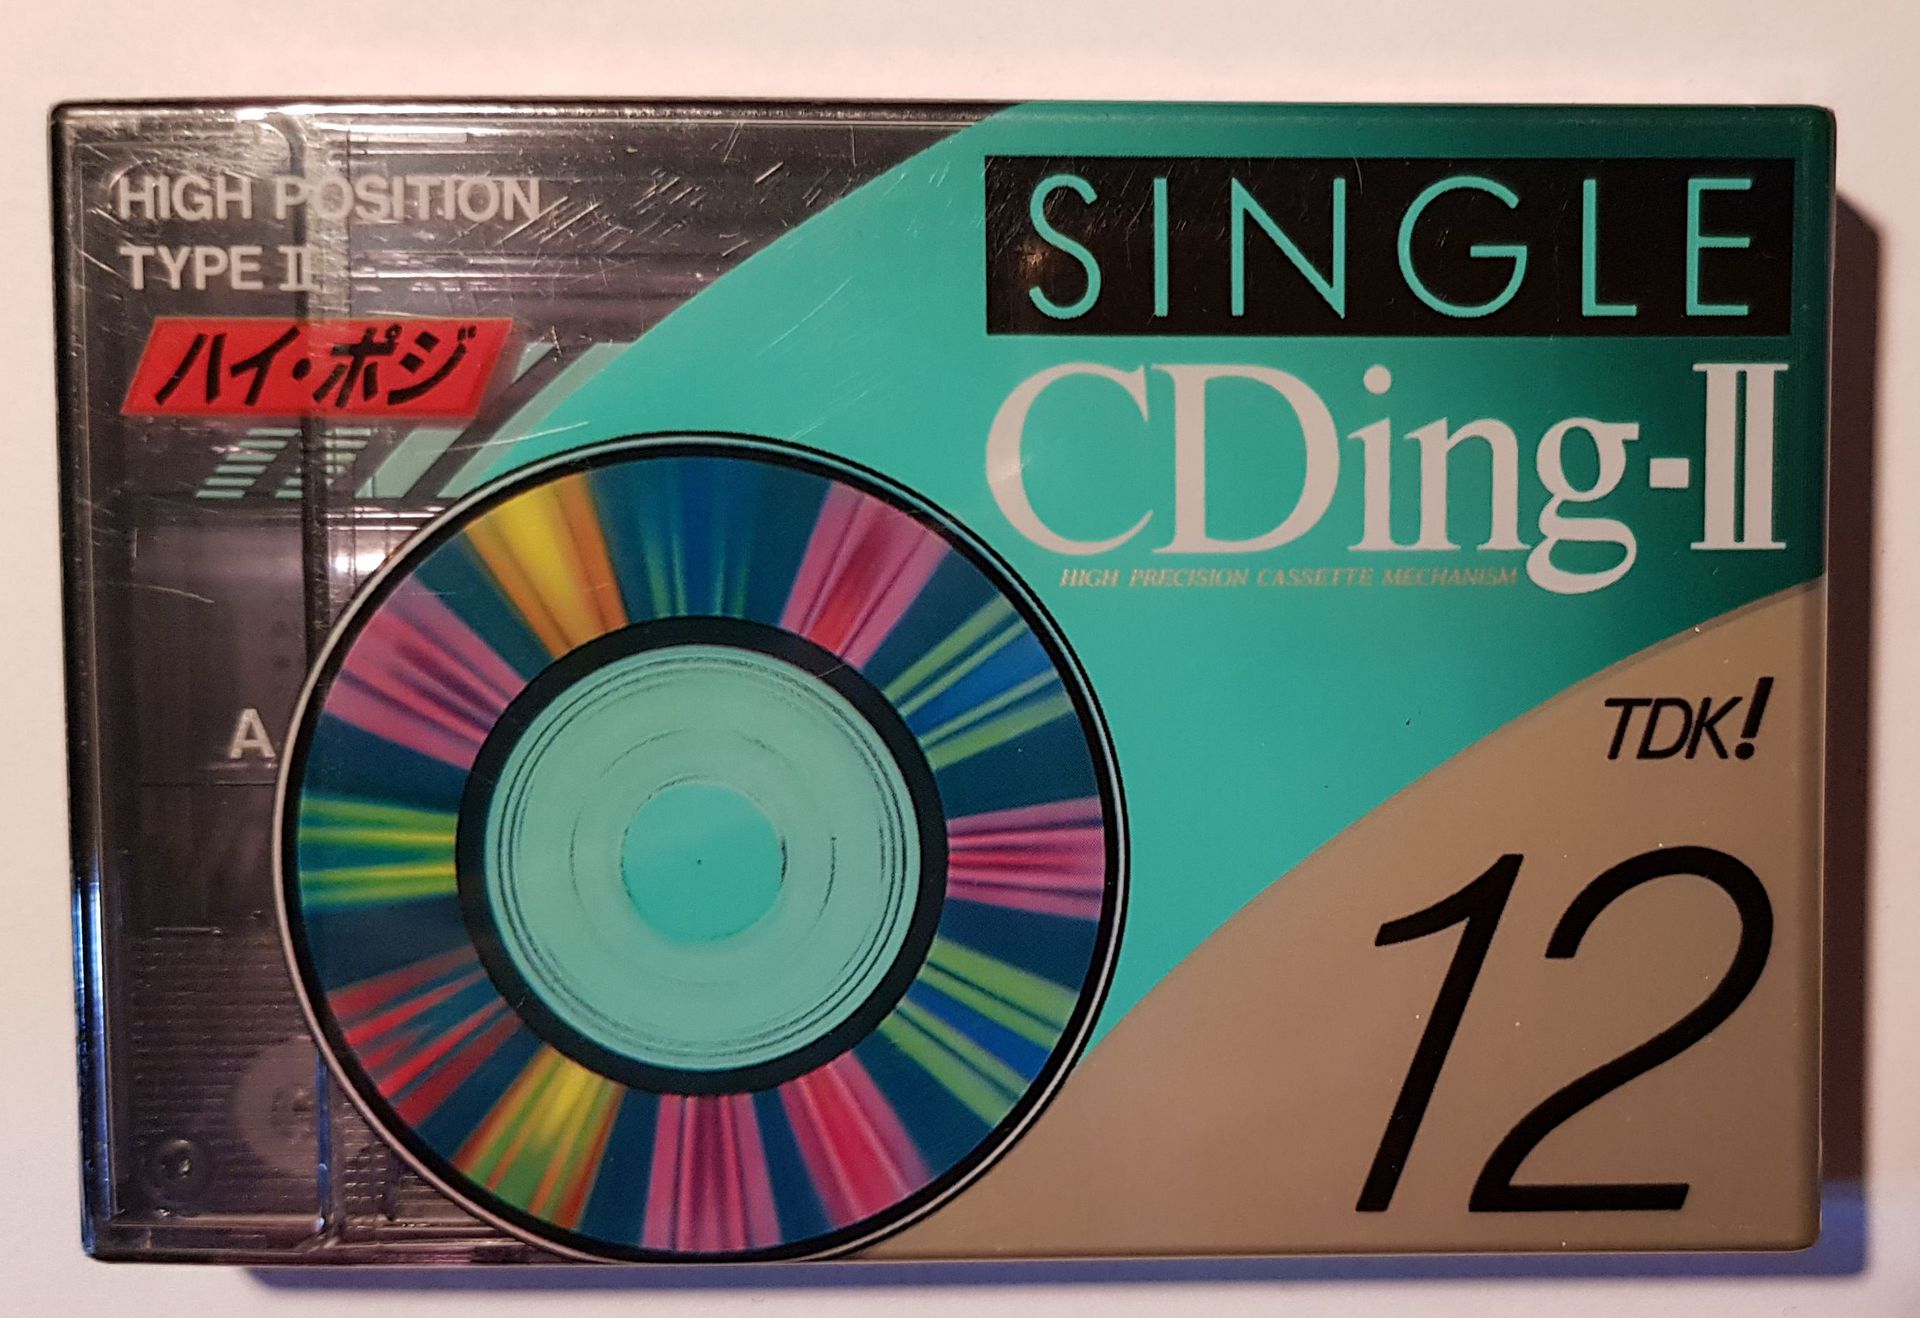 HIGH POSITION
TYPE II
ハイ・ポジ
A
SINGLE
CDing-II
HIGH PRECISION CASSETTE MECHANISM
TDK!
12